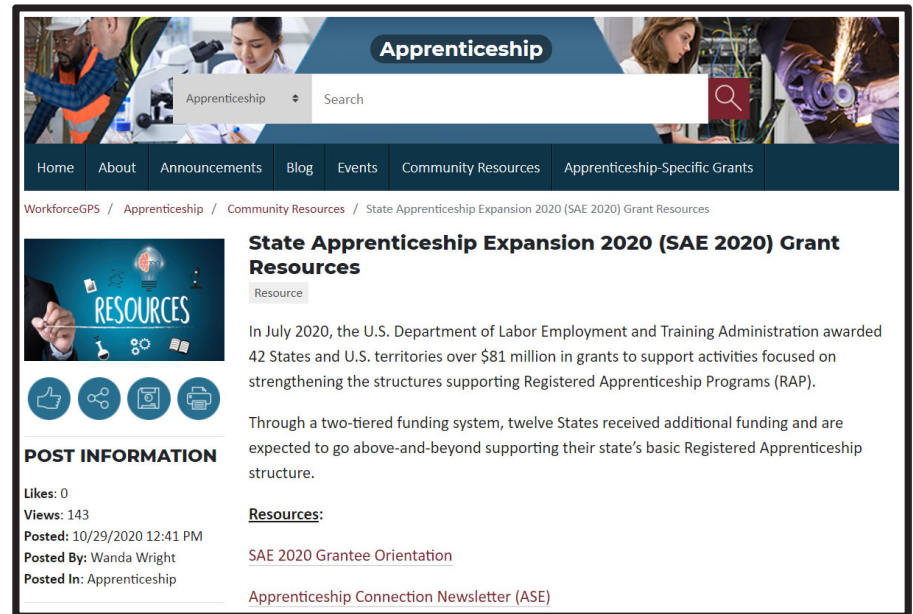 Apprenticeship
Apprenticeship
Search
Home
About
Announcements
Blog
Events
Community Resources
Apprenticeship-Specific Grants
WorkforceGPS / Apprenticeship / Community Resources / State Apprenticeship Expansion 2020 (SAE 2020) Grant Resources
RESOURCES
POST INFORMATION
Likes: 0
Views: 143
Posted: 10/29/2020 12:41 PM
Posted By: Wanda Wright
Posted In: Apprenticeship
State Apprenticeship Expansion 2020 (SAE 2020) Grant
Resources
Resource
In July 2020, the U.S. Department of Labor Employment and Training Administration awarded
42 States and U.S. territories over $81 million in grants to support activities focused on
strengthening the structures supporting Registered Apprenticeship Programs (RAP).
Through a two-tiered funding system, twelve States received additional funding and are
expected to go above-and-beyond supporting their state's basic Registered Apprenticeship
structure.
Resources:
SAE 2020 Grantee Orientation
Apprenticeship Connection Newsletter (ASE)